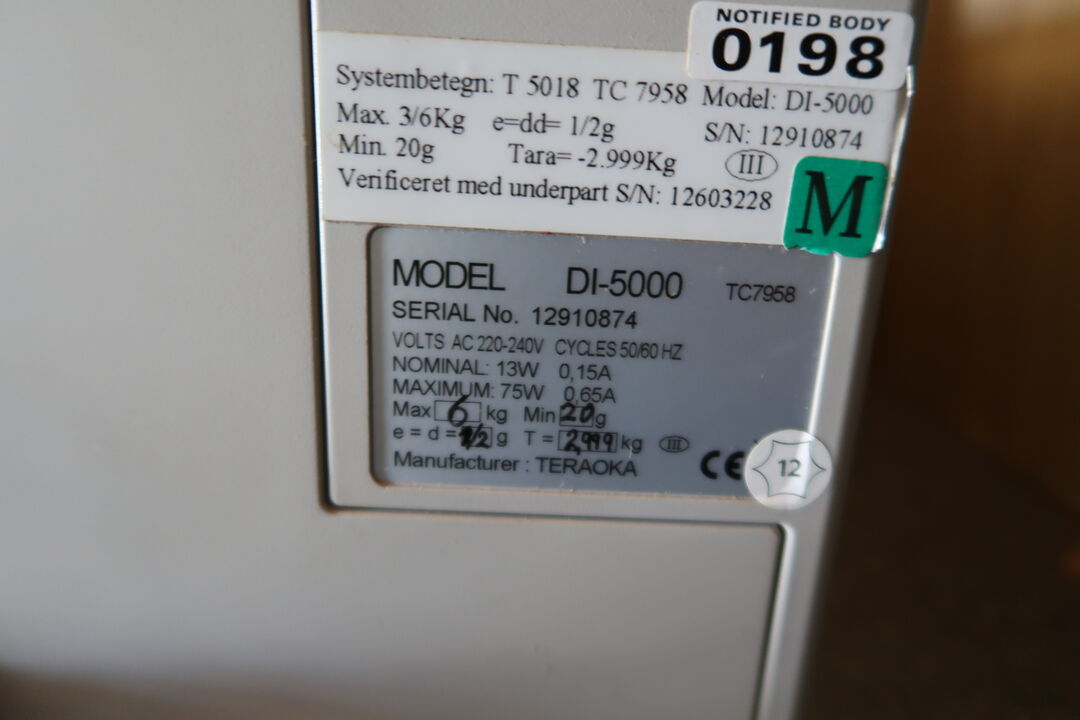 NOTIFIED BODY
0198
Systembetegn: T 5018 TC 7958 Model: DI-5000
Max. 3/6Kg e=dd= 1/2g S/N: 12910874
Min. 20g Tara= -2.999Kg III
Verificeret med underpart S/N: 12603228
M
MODEL DI-5000 TC7958
SERIAL No. 12910874
VOLTS AC 220-240V CYCLES 50/60 HZ
NOMINAL: 13W 0,15A
MAXIMUM: 75W 0,65A
Max 6 kg Min 20 g
e = d = 1/2 g T = 2,999 kg III
Manufacturer : TERAOKA CE
12